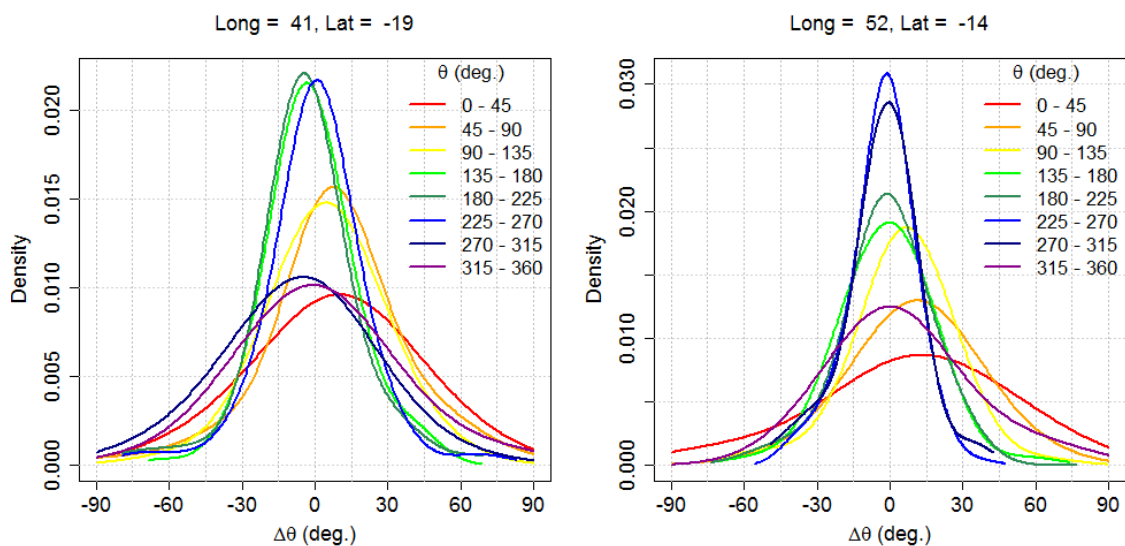 Long = 41, Lat = -19
Density
0.000 0.005 0.010 0.015 0.020
θ (deg.)
0 - 45
45 - 90
90 - 135
135 - 180
180 - 225
225 - 270
270 - 315
315 - 360
-90 -60 -30 0 30 60 90
Δθ (deg.)
Long = 52, Lat = -14
Density
0.000 0.010 0.020 0.030
θ (deg.)
0 - 45
45 - 90
90 - 135
135 - 180
180 - 225
225 - 270
270 - 315
315 - 360
-90 -60 -30 0 30 60 90
Δθ (deg.)